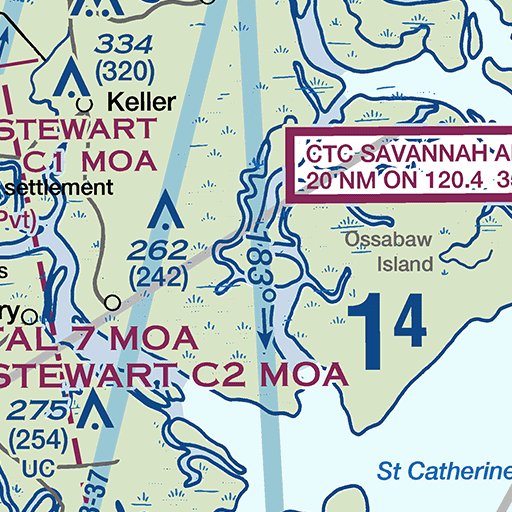 334
(320)
Keller
STEWART
C1 MOA
CTC SAVANNAH
20 NM ON 120.4
settlement
Pvt)
262
(242)
83°
Ossabaw
Island
14
7 MOA
STEWART C2 MOA
275
(254)
UC
St Catherine